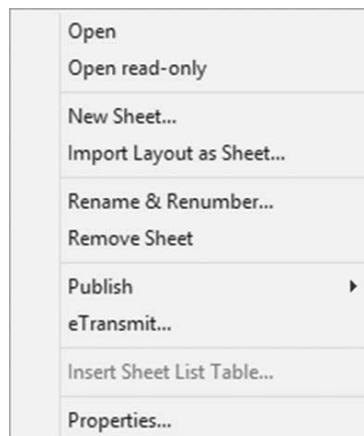 Open
Open read-only
New Sheet...
Import Layout as Sheet...
Rename & Renumber...
Remove Sheet
Publish
eTransmit...
Insert Sheet List Table...
Properties...